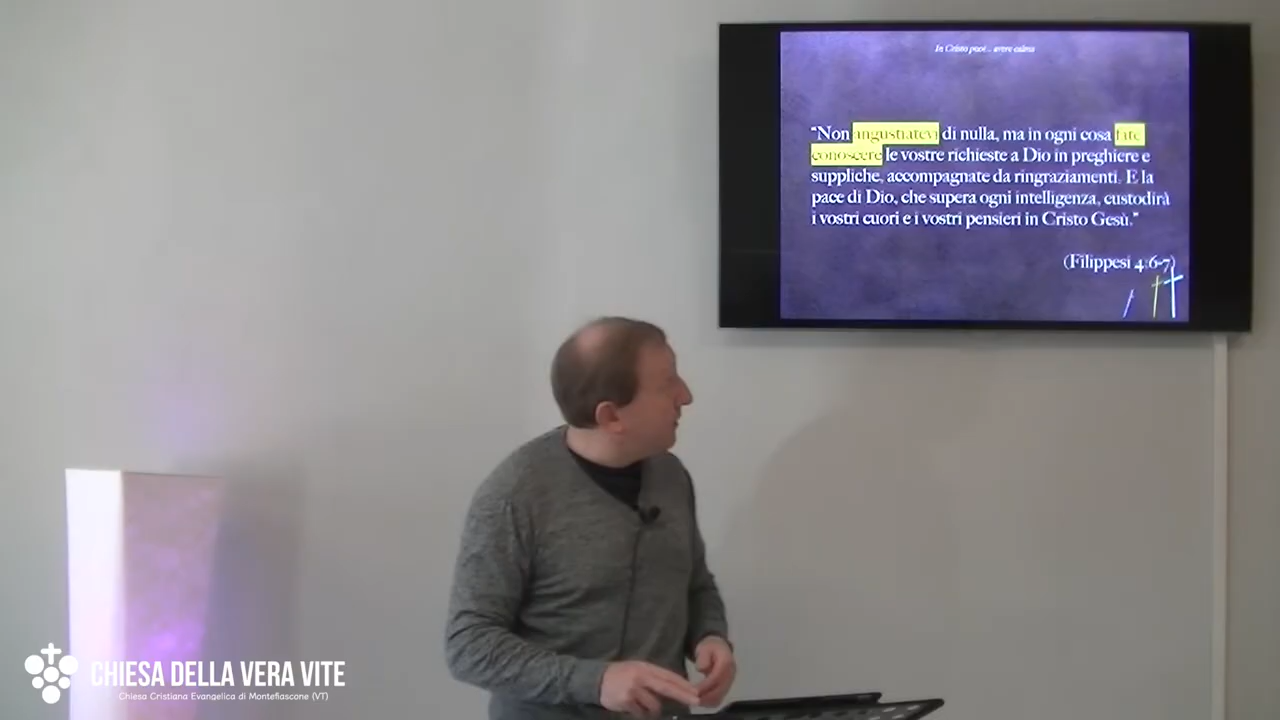 In Cristo puoi... avere calma
"Non angustiatevi di nulla, ma in ogni cosa fate
conoscere le vostre richieste a Dio in preghiere e
suppliche, accompagnate da ringraziamenti. E la
pace di Dio, che supera ogni intelligenza, custodirà
i vostri cuori e i vostri pensieri in Cristo Gesù."
(Filippesi 4:6-7)
CHIESA DELLA VERA VITE
Chiesa Cristiana Evangelica di Montefiascone (VT)